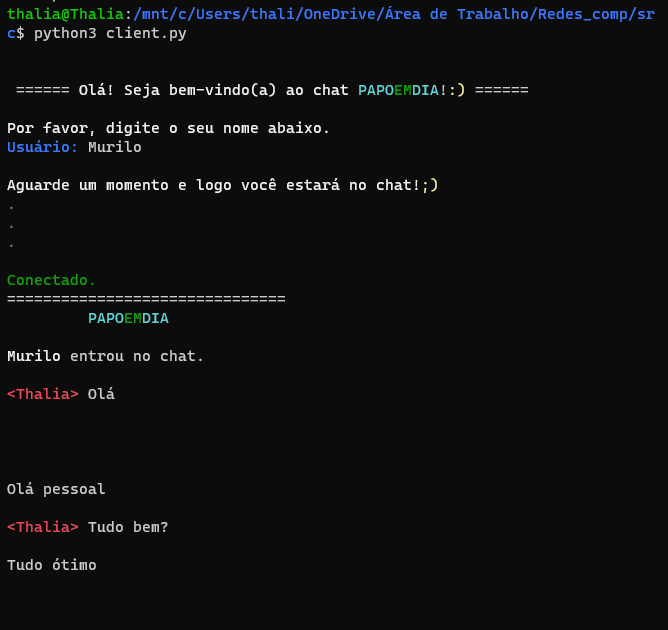 thalia@Thalia:/mnt/c/Users/thali/OneDrive/Área de Trabalho/Redes_comp/sr
c$ python3 client.py
====== Olá! Seja bem-vindo(a) ao chat PAPOEMDIA!:) ======
Por favor, digite o seu nome abaixo.
Usuário: Murilo
Aguarde um momento e logo você estará no chat!;)
.
.
.
Conectado.
===============================
PAPOEMDIA
Murilo entrou no chat.
<Thalia> Olá
Olá pessoal
<Thalia> Tudo bem?
Tudo ótimo